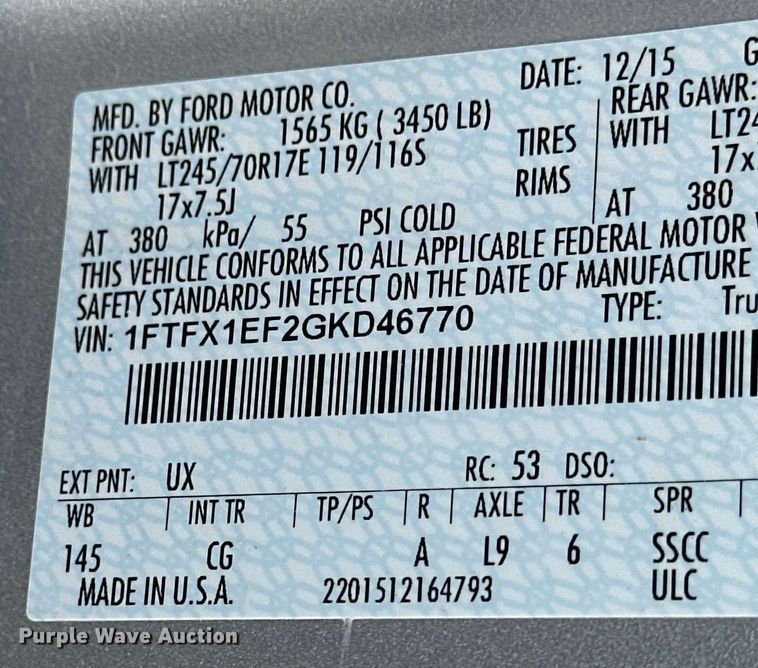 MFD. BY FORD MOTOR CO. DATE: 12/15
FRONT GAWR: 1565 KG ( 3450 LB) REAR GAWR:
WITH LT245/70R17E 119/116S TIRES WITH
17x7.5J RIMS
AT 380 kPa/ 55 PSI COLD AT 380
THIS VEHICLE CONFORMS TO ALL APPLICABLE FEDERAL MOTOR
SAFETY STANDARDS IN EFFECT ON THE DATE OF MANUFACTURE
VIN: 1FTFX1EF2GKD46770 TYPE:
EXT PNT: UX RC: 53 DSO:
WB INT TR TP/PS R AXLE TR SPR
145 CG A L9 6 SSCC
MADE IN U.S.A. 2201512164793 ULC
Purple Wave Auction